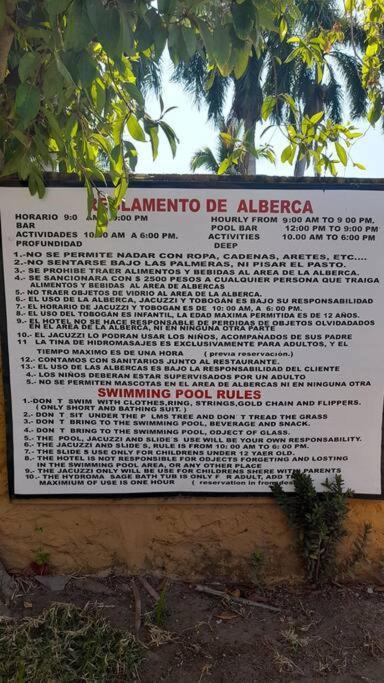 REGLAMENTO DE ALBERCA
HORARIO 9:0 AM 9:00 PM HOURLY FROM 9:00 AM TO 9 00 PM.
BAR POOL BAR 12:00 PM TO 9:00 PM
ACTIVIDADES 10.00 AM A 6:00 PM. ACTIVITIES 10.00 AM TO 6:00 PM
PROFUNDIDAD DEEP
1.-NO SE PERMITE NADAR CON ROPA, CADENAS, ARETES, ETC....
2.-NO SENTARSE BAJO LAS PALMERAS, NI PISAR EL PASTO.
3.- SE PROHIBE TRAER ALIMENTOS Y BEBIDAS AL AREA DE LA ALBERCA.
4.- SE SANCIONARA CON $ 2500 PESOS A CUALQUIER PERSONA QUE TRAIGA
ALIMENTOS Y BEBIDAS AL AREA DE ALBERCAS
5.- NO TRAER OBJETOS DE VIDRIO AL AREA DE LA ALBERCA.
6.- EL USO DE LA ALBERCA, JACUZZI Y TOBOGAN ES BAJO SU RESPONSABILIDAD
7.- EL HORARIO DE JACUZZI Y TOBOGAN ES DE 10: 00 AM, A 6: 00 PM.
8.- EL USO DEL TOBOGAN ES INFANTIL, LA EDAD MAXIMA PERMITIDA ES DE 12 AÑOS.
9.- EL HOTEL NO SE HACE RESPONSABLE DE PERDIDAS DE OBJETOS OLVIDADADOS
EN EL AREA DE LA ALBERCA, NI EN NINGUNA OTRA PARTE
10.- EL JACUZZI LO PODRAN USAR LOS NIÑOS, ACOMPAÑADOS DE SUS PADRE
11 LA TINA DE HIDROMASAJES ES EXCLUSIVAMENTE PARA ADULTOS, Y EL
TIEMPO MAXIMO ES DE UNA HORA ( previa reservación.)
12.- CONTAMOS CON SANITARIOS JUNTO AL RESTAURANTE.
13.- EL USO DE LAS ALBERCAS ES BAJO LA RESPONSABILIDAD DEL CLIENTE
4.- LOS NIÑOS DEBERAN ESTAR SUPERVISADOS POR UN ADULTO
5.- NO SE PERMITEN MASCOTAS EN EL AREA DE ALBERCAS NI EN NINGUNA OTRA
SWIMMING POOL RULES
1.-DON T SWIM WITH CLOTHES,RING, STRINGS,GOLD CHAIN AND FLIPPERS.
( ONLY SHORT AND BATHING SUIT. )
2.- DON T SIT UNDER THE P LMS TREE AND DON T TREAD THE GRASS
3.- DON T BRING TO THE SWIMMING POOL, BEVERAGE AND SNACK.
4.- DON T BRING TO THE SWIMMING POOL, OBJECT OF GLASS.
5.- THE POOL, JACUZZI AND SLIDE S USE WILL BE YOUR OWN RESPONSABILITY.
6.- THE JACUZZI AND SLIDE S, RULE IS FROM 10: 00 AM TO 6: 00 PM.
7.- THE SLIDE S USE ONLY FOR CHILDRENS UNDER 12 YAER OLD.
8.- THE HOTEL IS NOT RESPONSIBLE FOR OBJECTS FORGETING AND LOSTING
IN THE SWIMMING POOL AREA, OR ANY OTHER PLACE
9.- THE JACUZZI ONLY WILL BE USE FOR CHILDRENS SHERE WITH PARENTS
10.- THE HYDROMA SAGE BATH TUB IS ONLY F R ADULT, ADD T
MAXIMUM OF USE IS ONE HOUR ( reservation in from